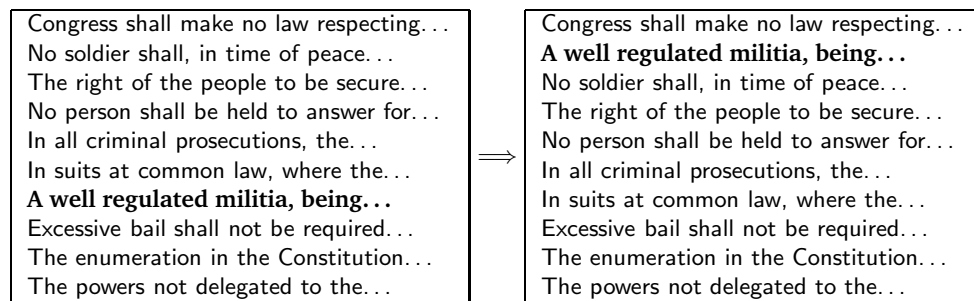 Congress shall make no law respecting...
No soldier shall, in time of peace...
The right of the people to be secure...
No person shall be held to answer for...
In all criminal prosecutions, the...
In suits at common law, where the...
A well regulated militia, being...
Excessive bail shall not be required...
The enumeration in the Constitution...
The powers not delegated to the...
⟹
Congress shall make no law respecting...
A well regulated militia, being...
No soldier shall, in time of peace...
The right of the people to be secure...
No person shall be held to answer for...
In all criminal prosecutions, the...
In suits at common law, where the...
Excessive bail shall not be required...
The enumeration in the Constitution...
The powers not delegated to the...